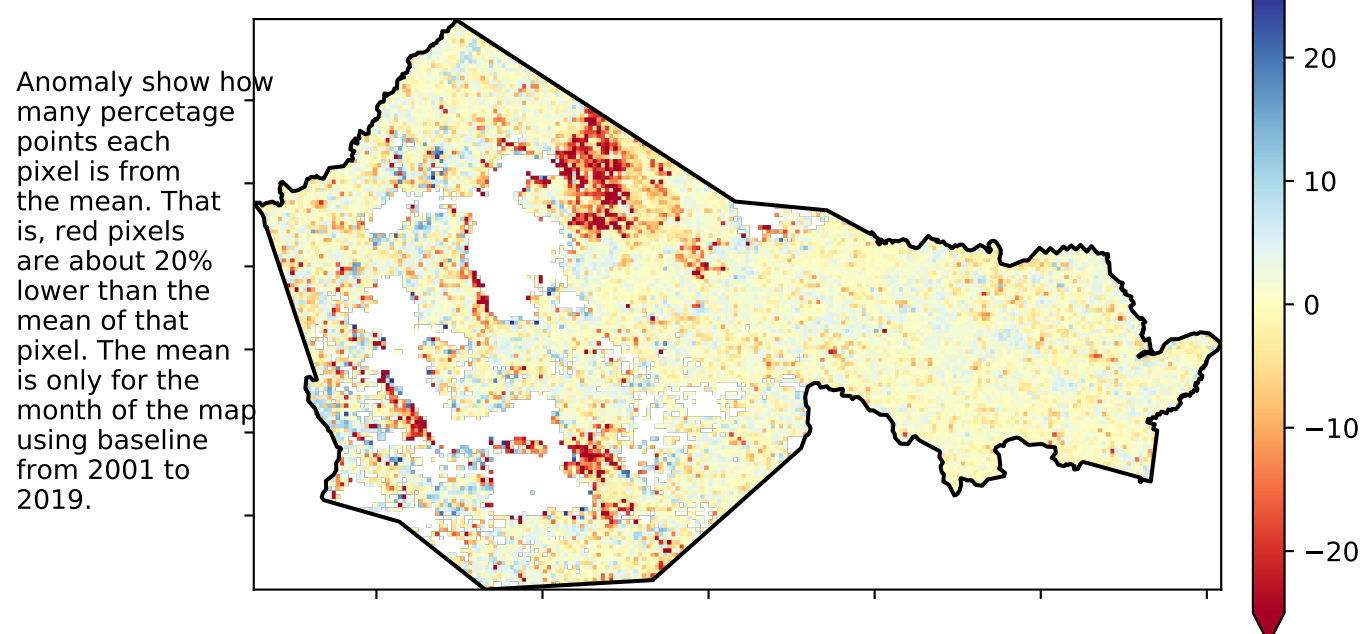 Anomaly show how
many percetage
points each
pixel is from
the mean. That
is, red pixels
are about 20%
lower than the
mean of that
pixel. The mean
is only for the
month of the map
using baseline
from 2001 to
2019.
20
10
0
−10
−20